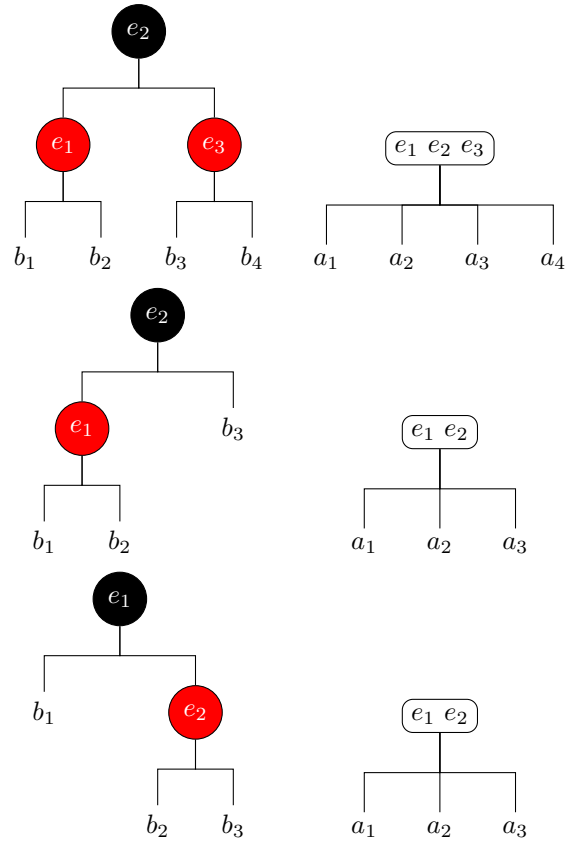 e₂
e₁ e₃ e₁ e₂ e₃
b₁ b₂ b₃ b₄ a₁ a₂ a₃ a₄
e₂
e₁ b₃ e₁ e₂
b₁ b₂ a₁ a₂ a₃
e₁
b₁ e₂ e₁ e₂
b₂ b₃ a₁ a₂ a₃